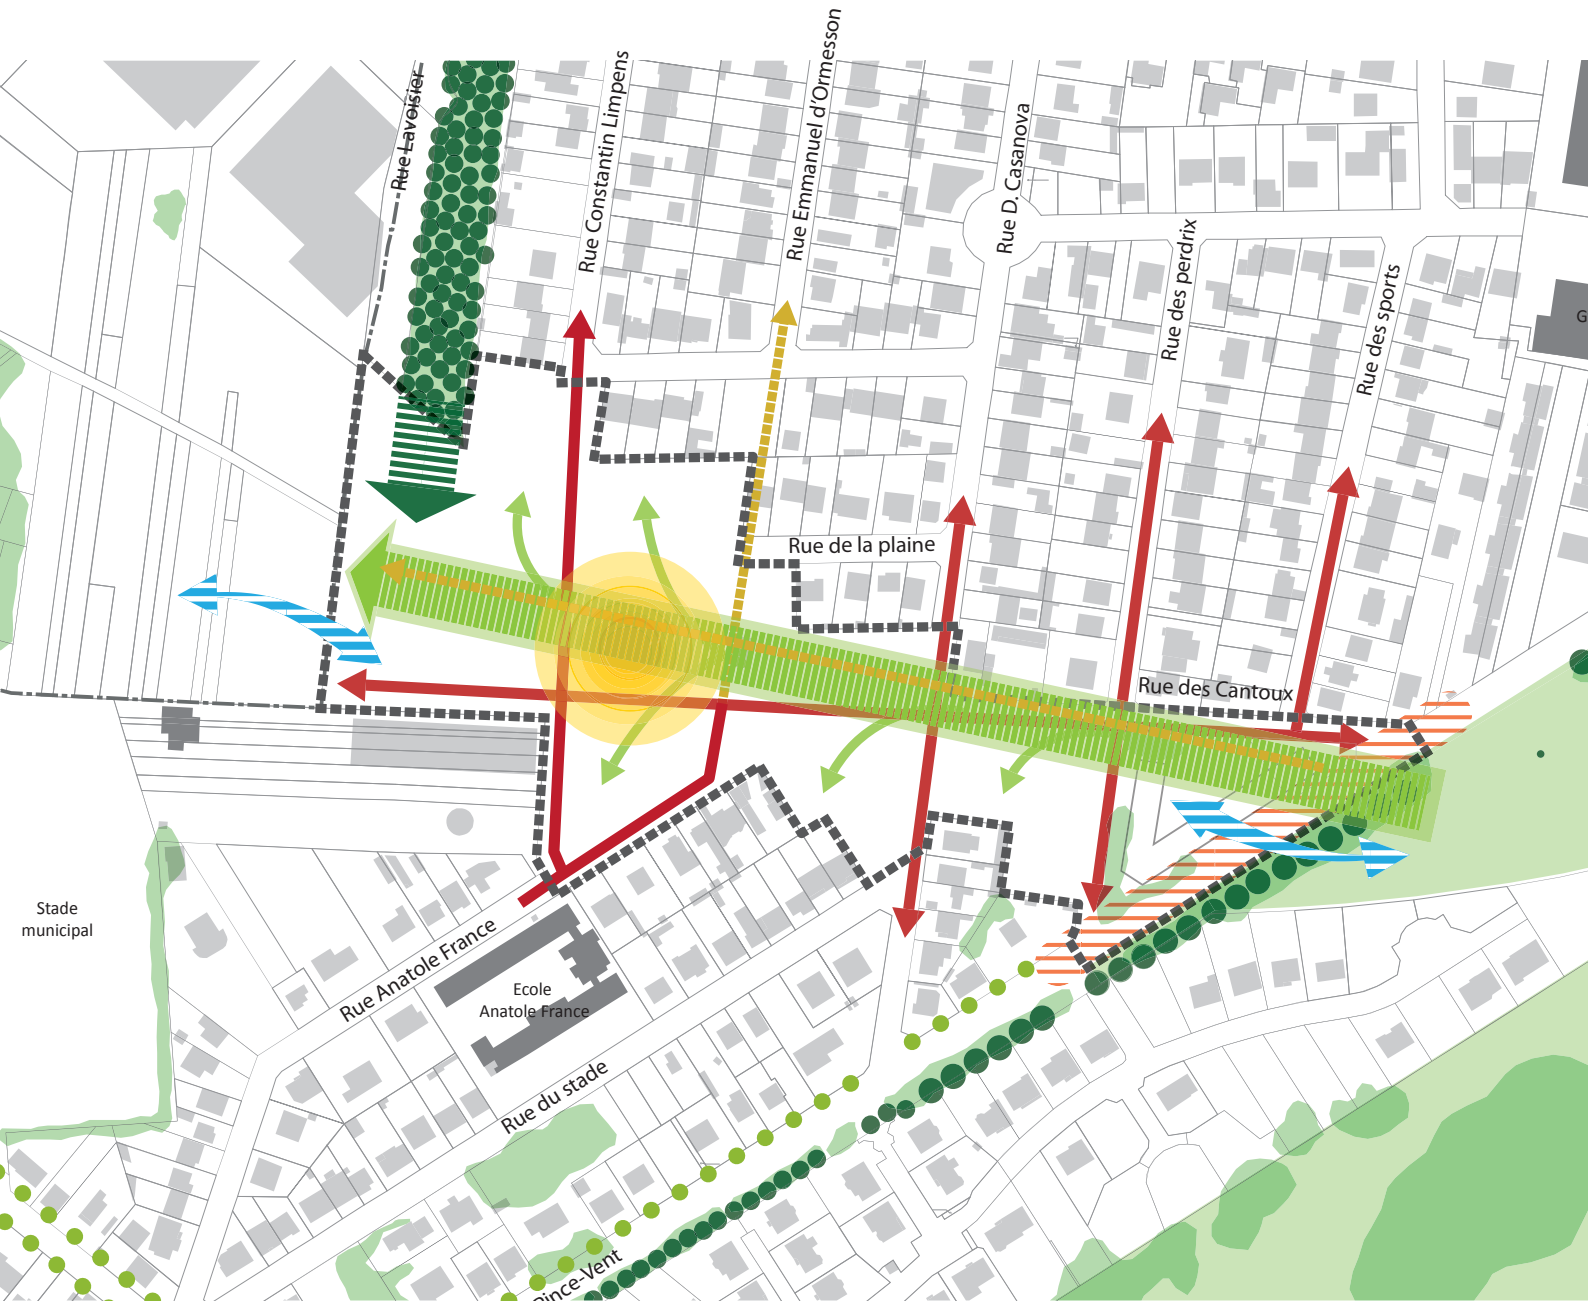 Rue Lavoisier
Rue Constantin Limpens
Rue Emmanuel d'Ormesson
Rue D. Casanova
Rue des perdrix
Rue des sports
G
Rue de la plaine
Rue des Cantoux
Stade
municipal
Rue Anatole France
Ecole
Anatole France
Rue du stade
Pince-Vent